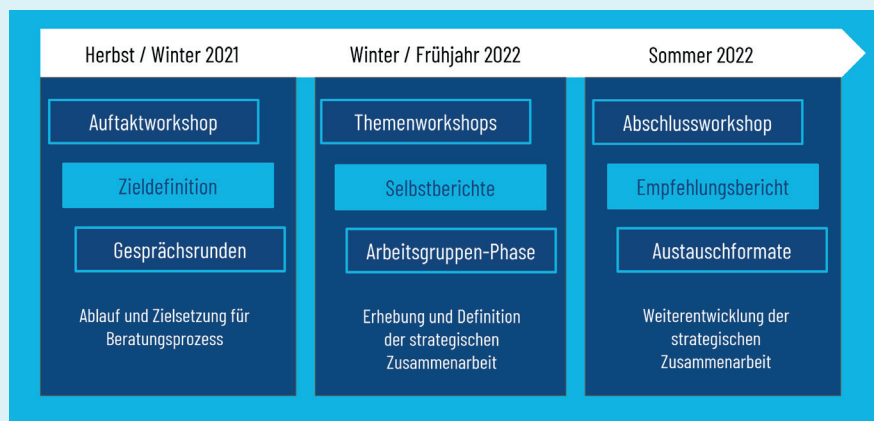 Herbst / Winter 2021
Winter / Frühjahr 2022
Sommer 2022
Auftaktworkshop
Zieldefinition
Gesprächsrunden
Ablauf und Zielsetzung für
Beratungsprozess
Themenworkshops
Selbstberichte
Arbeitsgruppen-Phase
Erhebung und Definition
der strategischen
Zusammenarbeit
Abschlussworkshop
Empfehlungsbericht
Austauschformate
Weiterentwicklung der
strategischen
Zusammenarbeit